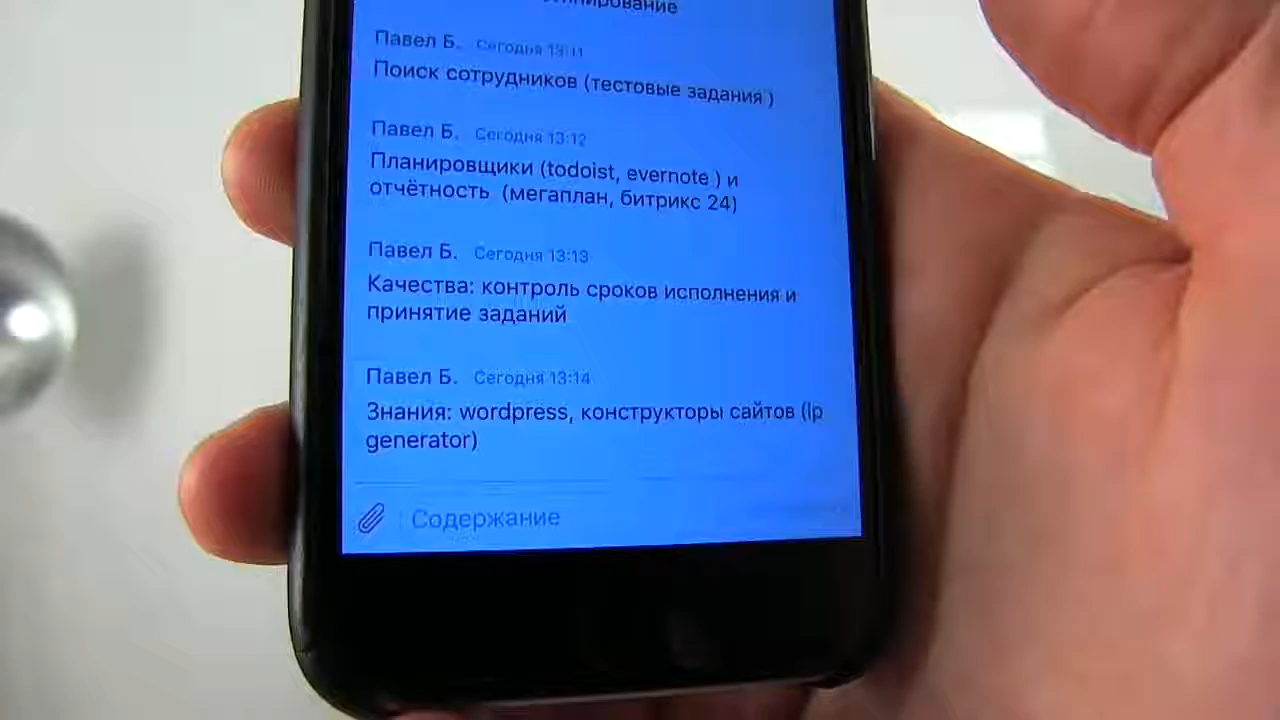 Павел Б. Сегодня 13:11
Поиск сотрудников (тестовые задания )
Павел Б. Сегодня 13:12
Планировщики (todoist, evernote ) и
отчётность (мегаплан, битрикс 24)
Павел Б. Сегодня 13:13
Качества: контроль сроков исполнения и
принятие заданий
Павел Б. Сегодня 13:14
Знания: wordpress, конструкторы сайтов (lp
generator)
Содержание